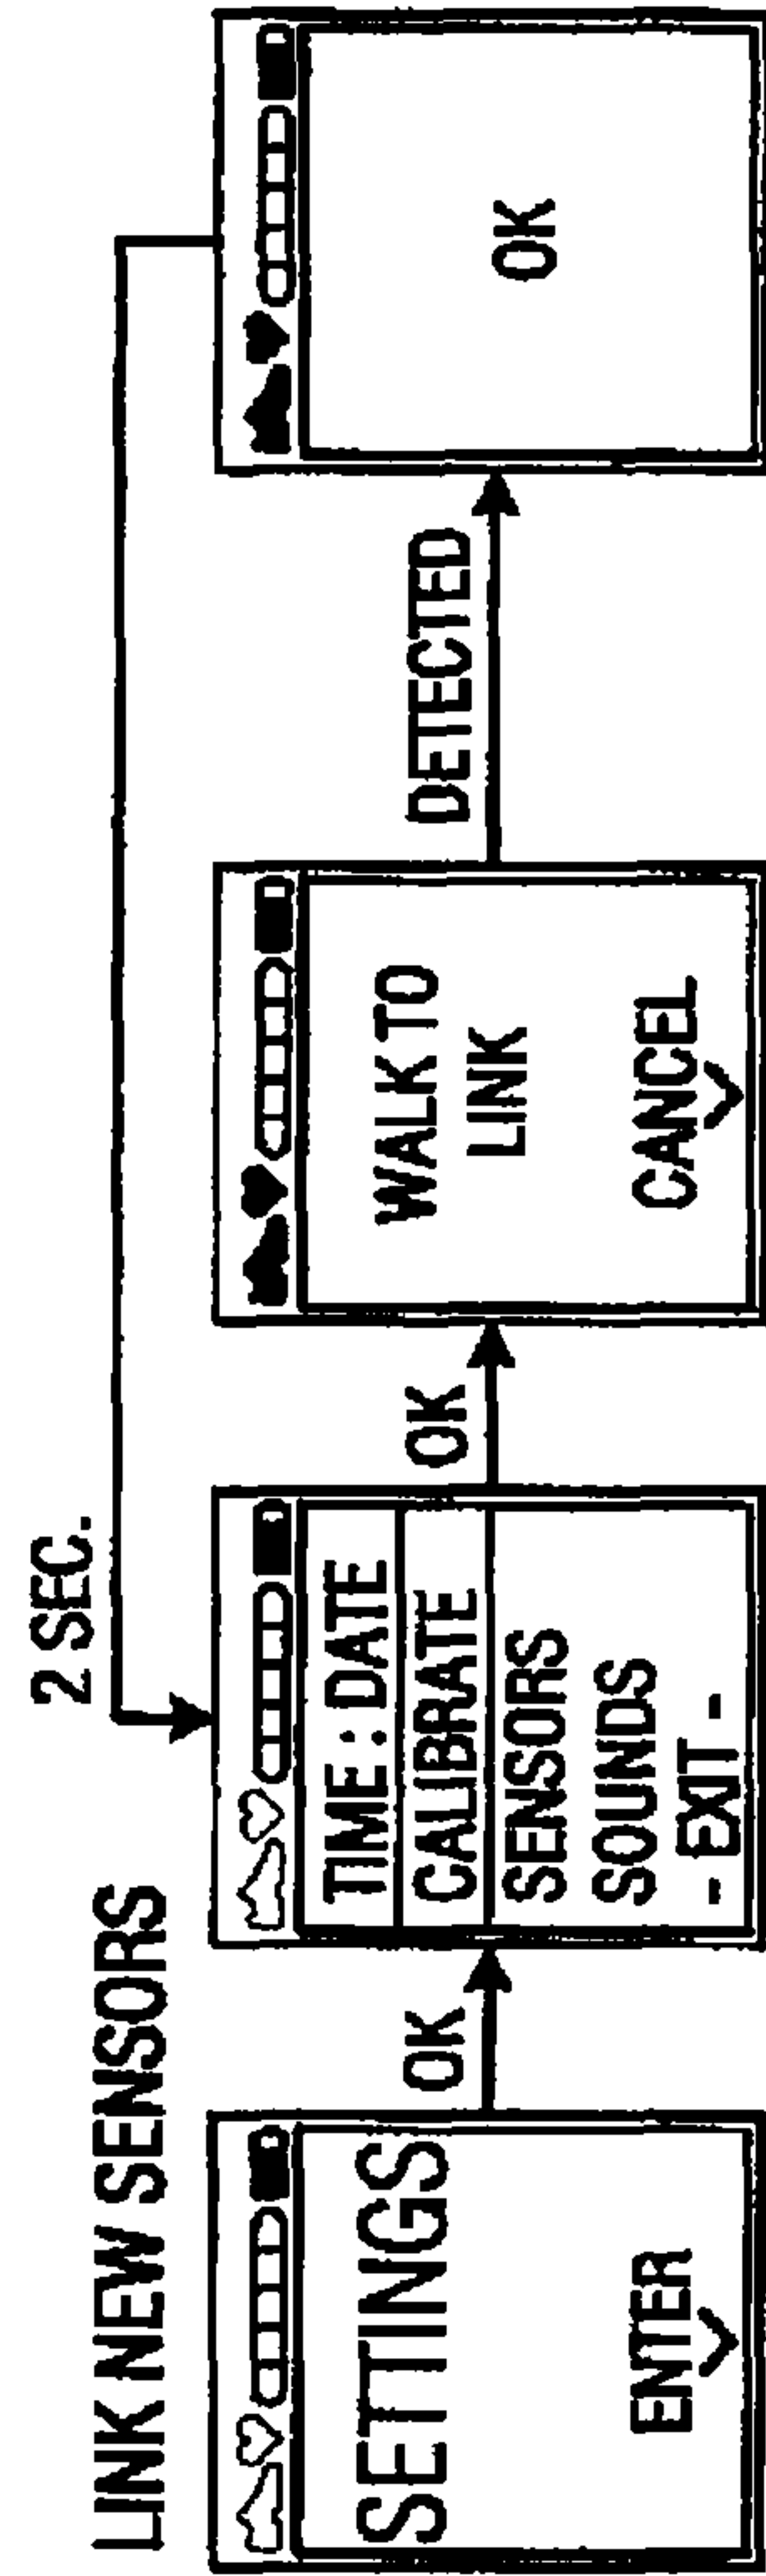 LINK NEW SENSORS
2 SEC.
SETTINGS
ENTER
OK
TIME : DATE
CALIBRATE
SENSORS
SOUNDS
- EXIT -
OK
WALK TO
LINK
CANCEL
DETECTED
OK